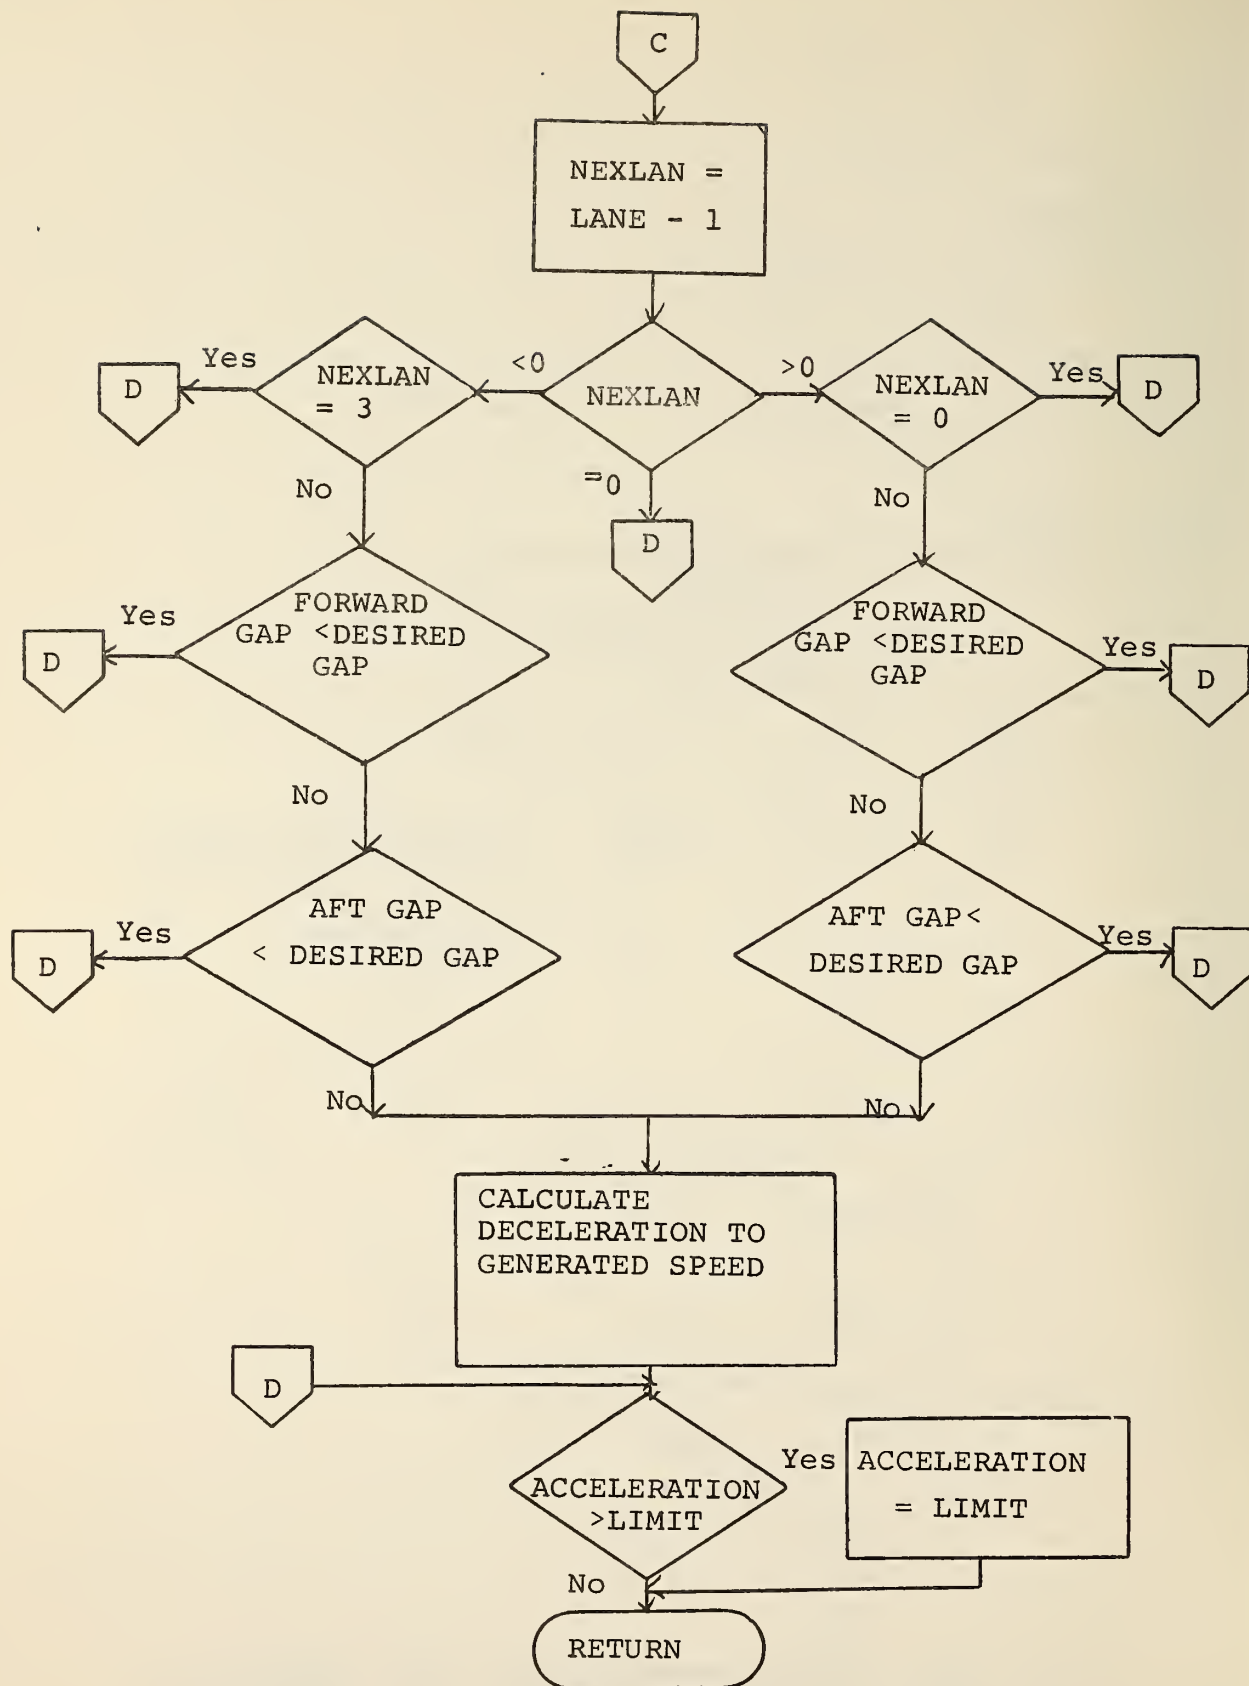 C
NEXLAN =
LANE - 1
D
Yes
NEXLAN
= 3
<0
NEXLAN
>0
NEXLAN
= 0
Yes
D
No
=0
D
No
D
Yes
FORWARD
GAP <DESIRED
GAP
FORWARD
GAP <DESIRED
GAP
Yes
D
No
No
D
Yes
AFT GAP
< DESIRED GAP
AFT GAP<
DESIRED GAP
Yes
D
No
No
CALCULATE
DECELERATION TO
GENERATED SPEED
D
ACCELERATION
>LIMIT
Yes
ACCELERATION
= LIMIT
No
RETURN